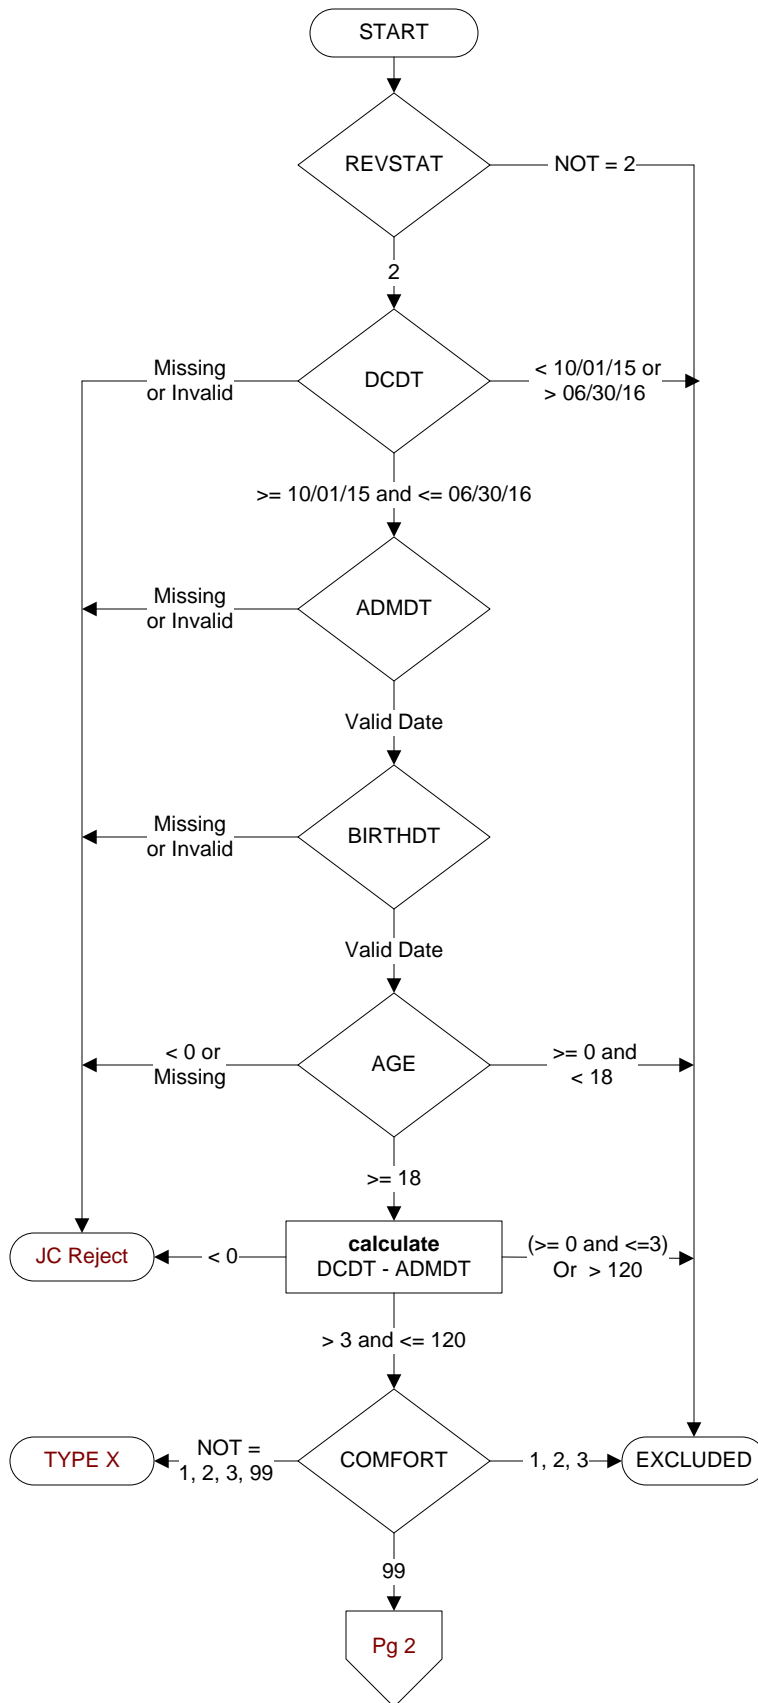 START
REVSTAT
NOT = 2
2
Missing
or Invalid
DCDT
< 10/01/15 or
> 06/30/16
>= 10/01/15 and <= 06/30/16
Missing
or Invalid
ADMDT
Valid Date
Missing
or Invalid
BIRTHDT
Valid Date
< 0 or
Missing
AGE
>= 0 and
< 18
>= 18
JC Reject
< 0
calculate
DCDT - ADMDT
(>= 0 and <=3)
Or > 120
> 3 and <= 120
TYPE X
NOT =
1, 2, 3, 99
COMFORT
1, 2, 3
EXCLUDED
99
Pg 2